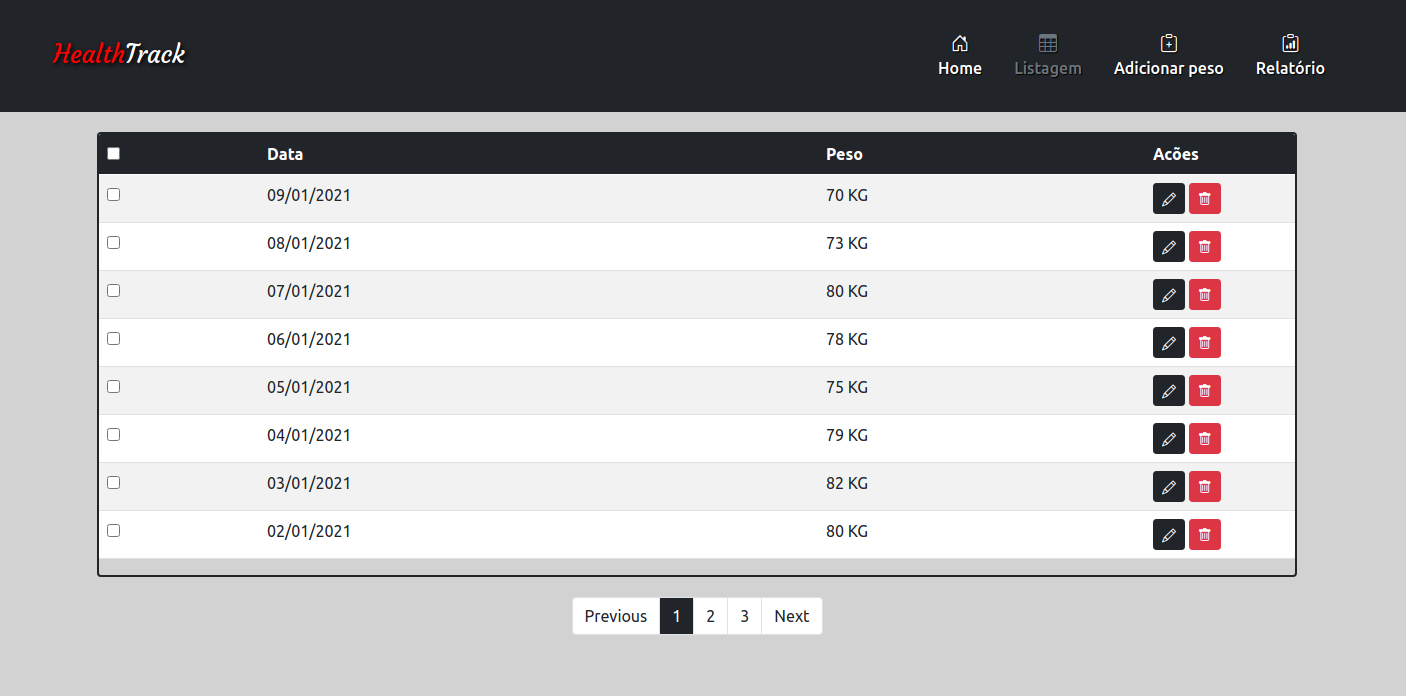 HealthTrack
Home Listagem Adicionar peso Relatório
Data Peso Acões
09/01/2021 70 KG
08/01/2021 73 KG
07/01/2021 80 KG
06/01/2021 78 KG
05/01/2021 75 KG
04/01/2021 79 KG
03/01/2021 82 KG
02/01/2021 80 KG
Previous 1 2 3 Next